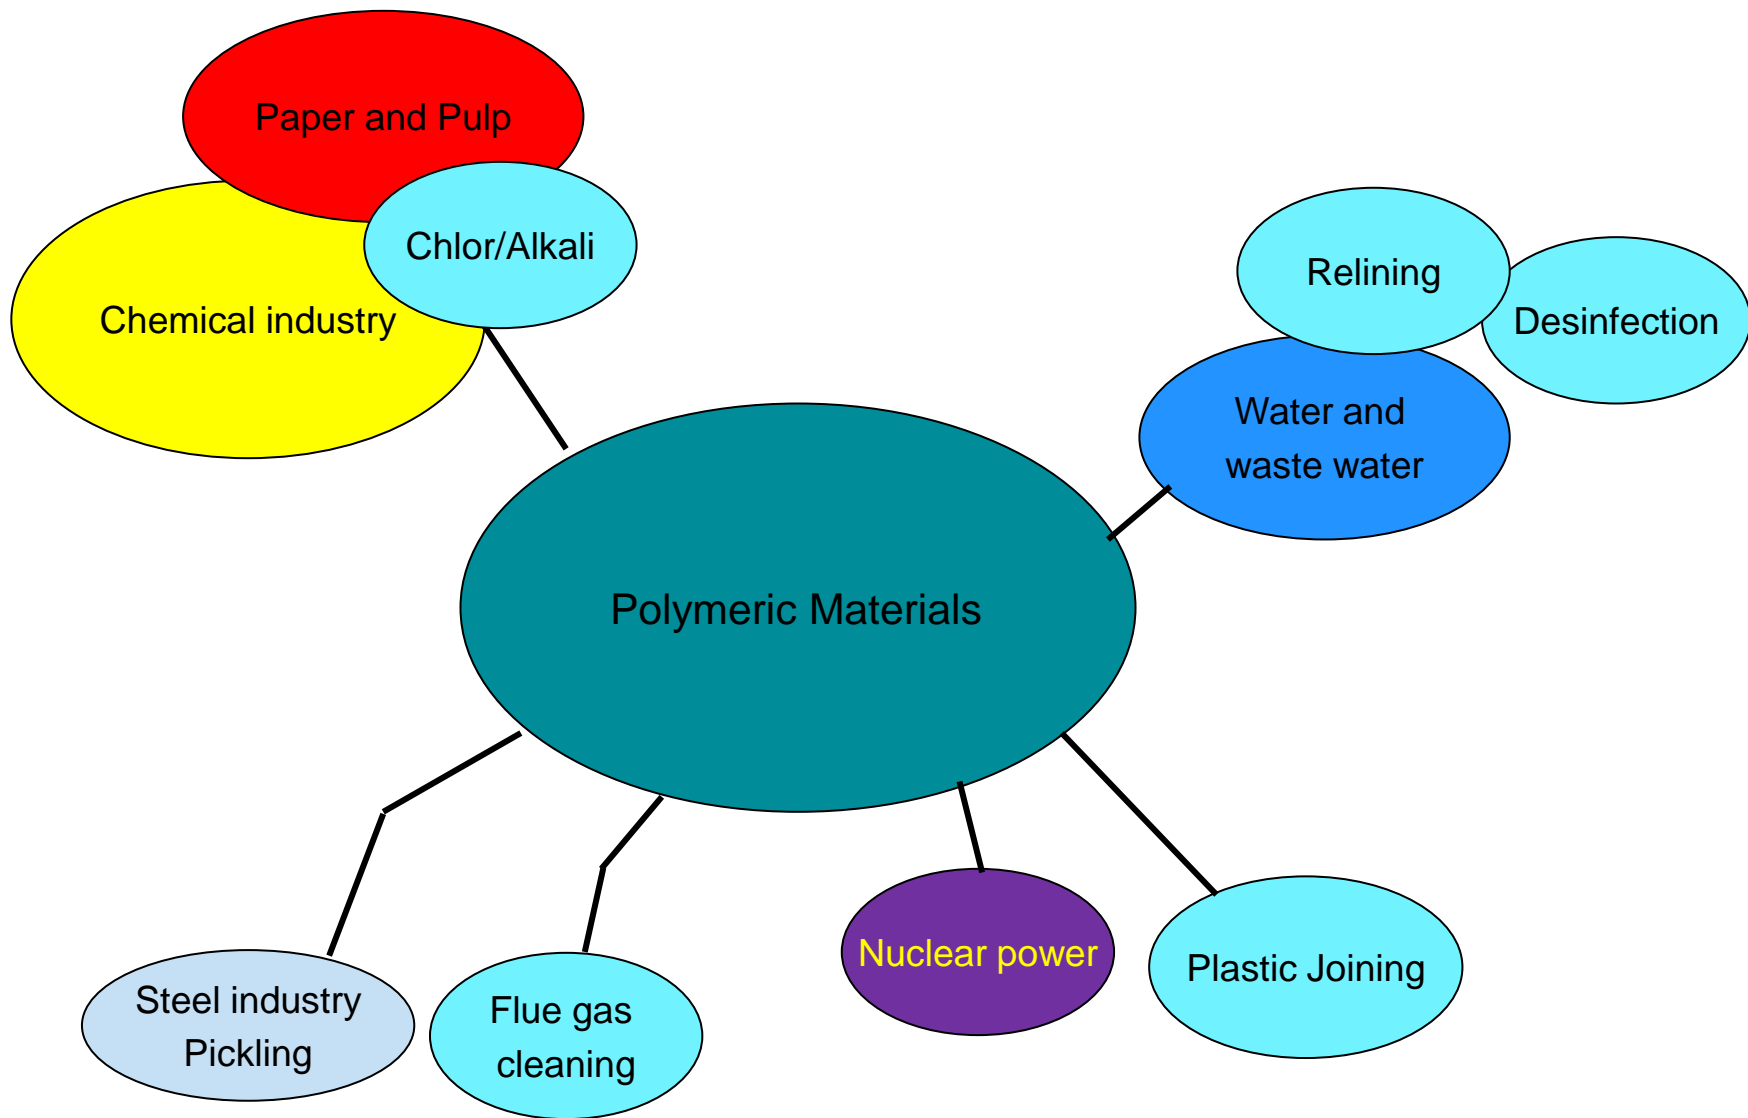 Paper and Pulp
Chlor/Alkali
Chemical industry
Relining
Desinfection
Water and
waste water
Polymeric Materials
Steel industry
Pickling
Flue gas
cleaning
Nuclear power
Plastic Joining